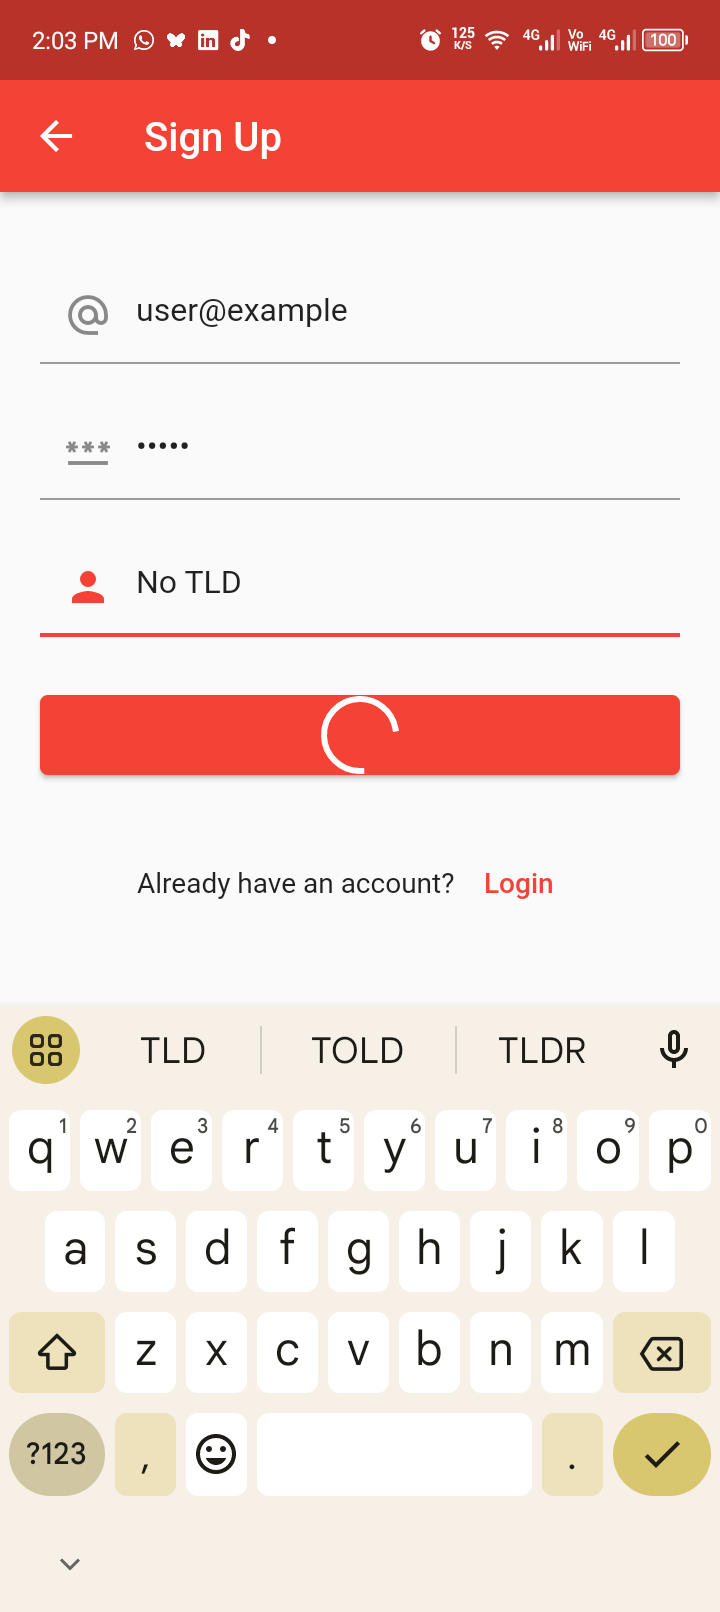 2:03 PM 125 K/S 4G Vo WiFi 4G 100
Sign Up
user@example
•••••
No TLD
Already have an account? Login
TLD TOLD TLDR
q1 w2 e3 r4 t5 y6 u7 i8 o9 p0
a s d f g h j k l
z x c v b n m
?123 , .